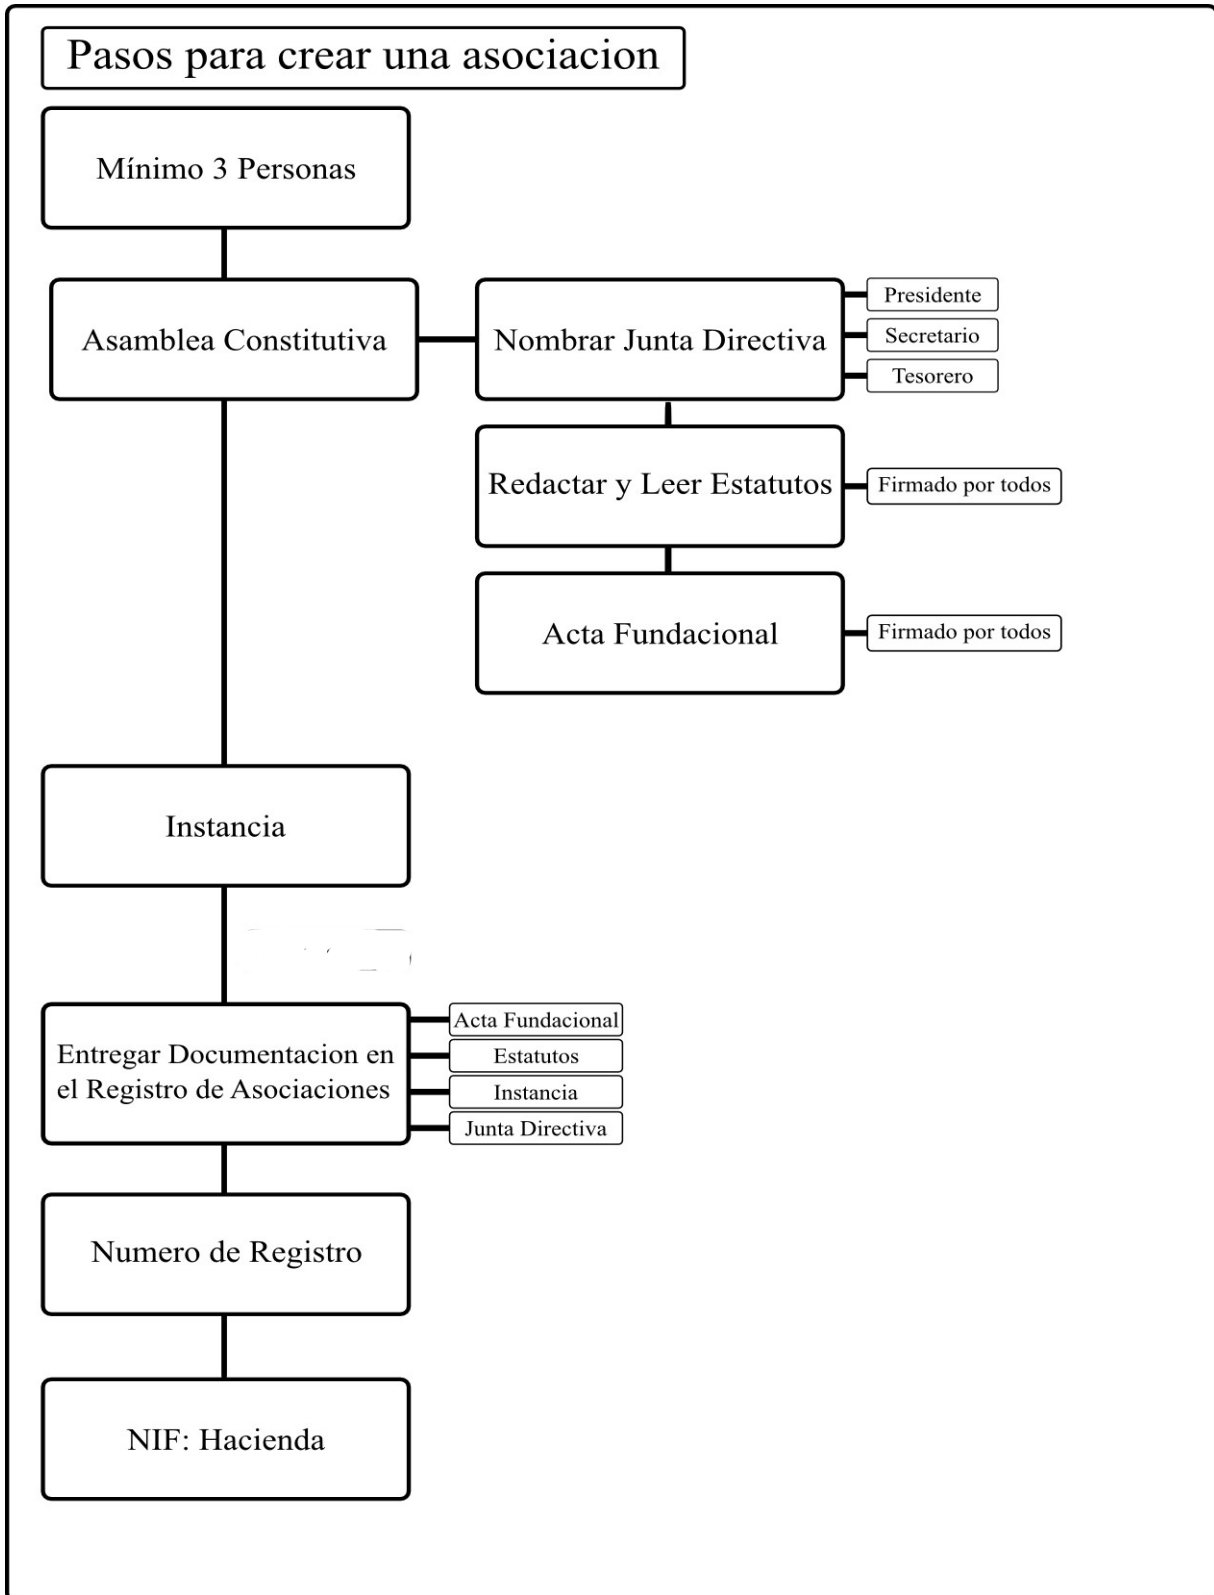 Pasos para crear una asociacion
Mínimo 3 Personas
Asamblea Constitutiva
Nombrar Junta Directiva
Presidente
Secretario
Tesorero
Redactar y Leer Estatutos
Firmado por todos
Acta Fundacional
Firmado por todos
Instancia
Entregar Documentacion en
el Registro de Asociaciones
Acta Fundacional
Estatutos
Instancia
Junta Directiva
Numero de Registro
NIF: Hacienda